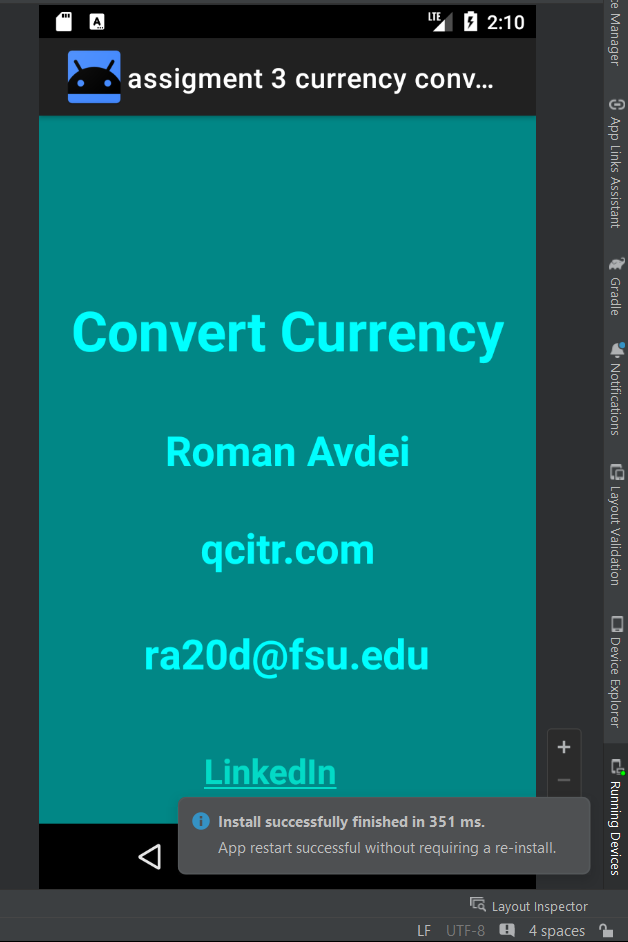 LTE 2:10
assigment 3 currency conv...
Convert Currency
Roman Avdei
qcitr.com
ra20d@fsu.edu
LinkedIn
Install successfully finished in 351 ms.
App restart successful without requiring a re-install.
ce Manager
App Links Assistant
Gradle
Notifications
Layout Validation
Device Explorer
Running Devices
Layout Inspector
LF UTF-8 4 spaces